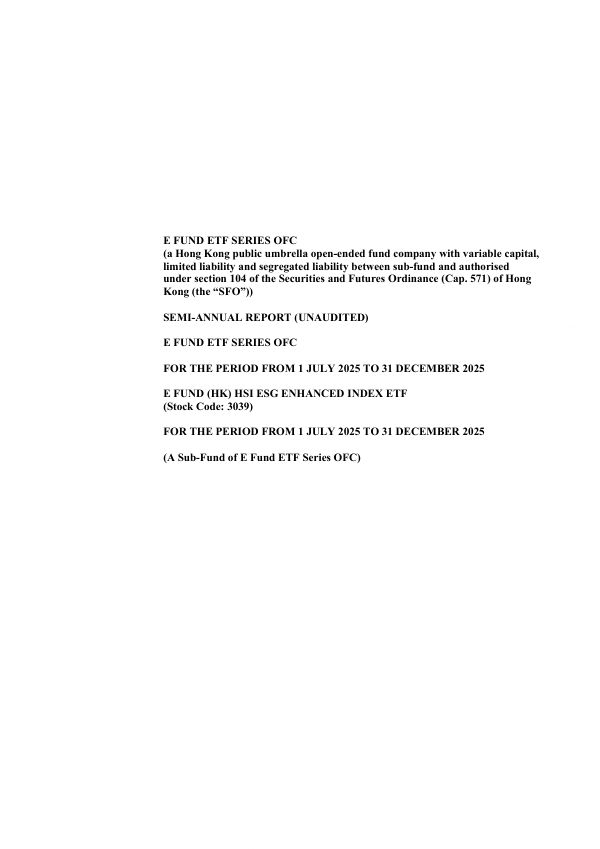 E FUND ETF SERIES OFC
(a Hong Kong public umbrella open-ended fund company with variable capital,
limited liability and segregated liability between sub-fund and authorised
under section 104 of the Securities and Futures Ordinance (Cap. 571) of Hong
Kong (the “SFO”))
SEMI-ANNUAL REPORT (UNAUDITED)
E FUND ETF SERIES OFC
FOR THE PERIOD FROM 1 JULY 2025 TO 31 DECEMBER 2025
E FUND (HK) HSI ESG ENHANCED INDEX ETF
(Stock Code: 3039)
FOR THE PERIOD FROM 1 JULY 2025 TO 31 DECEMBER 2025
(A Sub-Fund of E Fund ETF Series OFC)